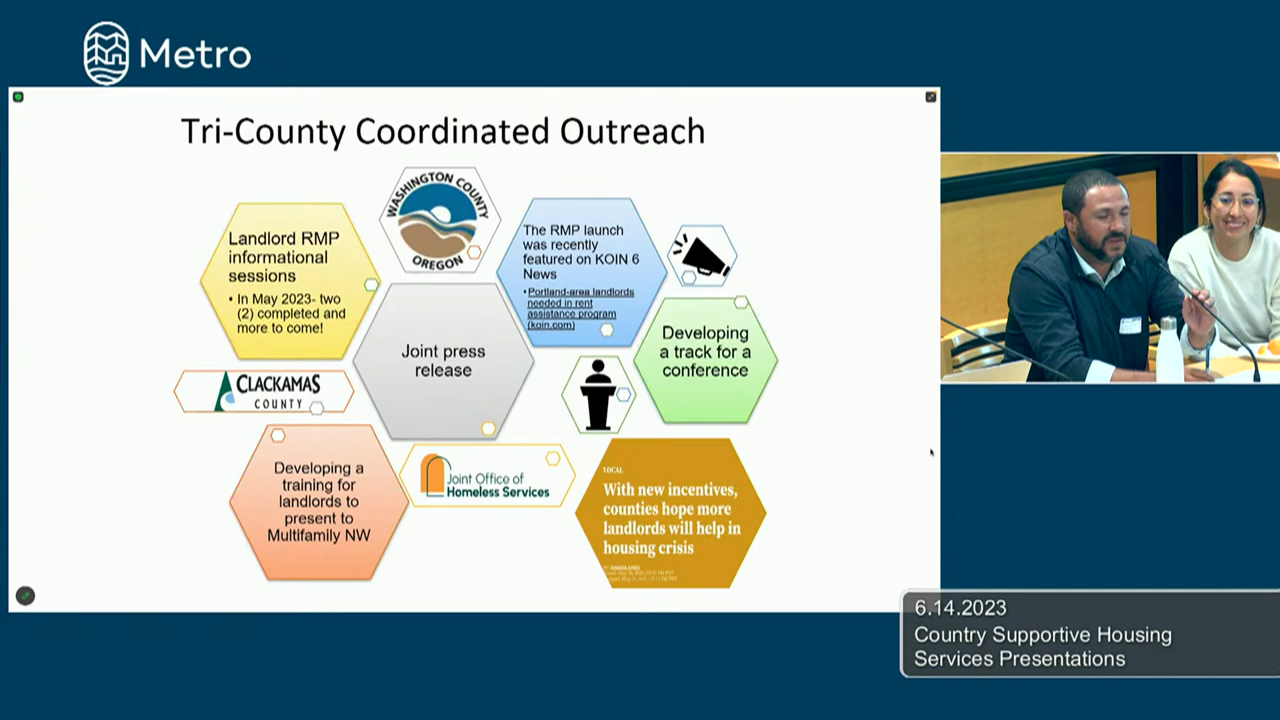 Metro
Tri-County Coordinated Outreach
Landlord RMP
informational
sessions
• In May 2023- two
(2) completed and
more to come!
WASHINGTON COUNTY
OREGON
The RMP launch
was recently
featured on KOIN 6
News
• Portland-area landlords
needed in rent
assistance program
(koin.com)
Joint press
release
Developing
a track for a
conference
CLACKAMAS
COUNTY
Developing a
training for
landlords to
present to
Multifamily NW
Joint Office of
Homeless Services
LOCAL
With new incentives,
counties hope more
landlords will help in
housing crisis
6.14.2023
Country Supportive Housing
Services Presentations